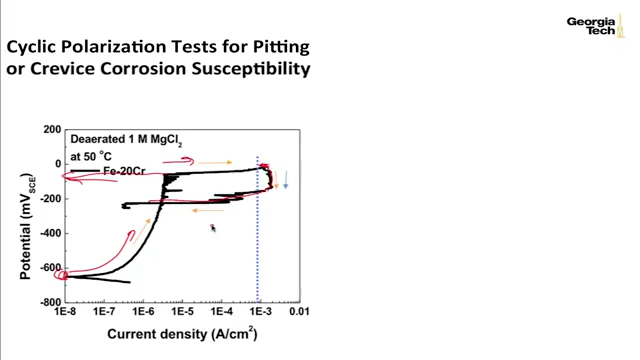 Georgia
Tech
Cyclic Polarization Tests for Pitting
or Crevice Corrosion Susceptibility
Deaerated 1 M MgCl2
at 50 °C
Fe-20Cr
200
0
-200
-400
-600
-800
Potential (mVSCE)
1E-8 1E-7 1E-6 1E-5 1E-4 1E-3 0.01
Current density (A/cm2)